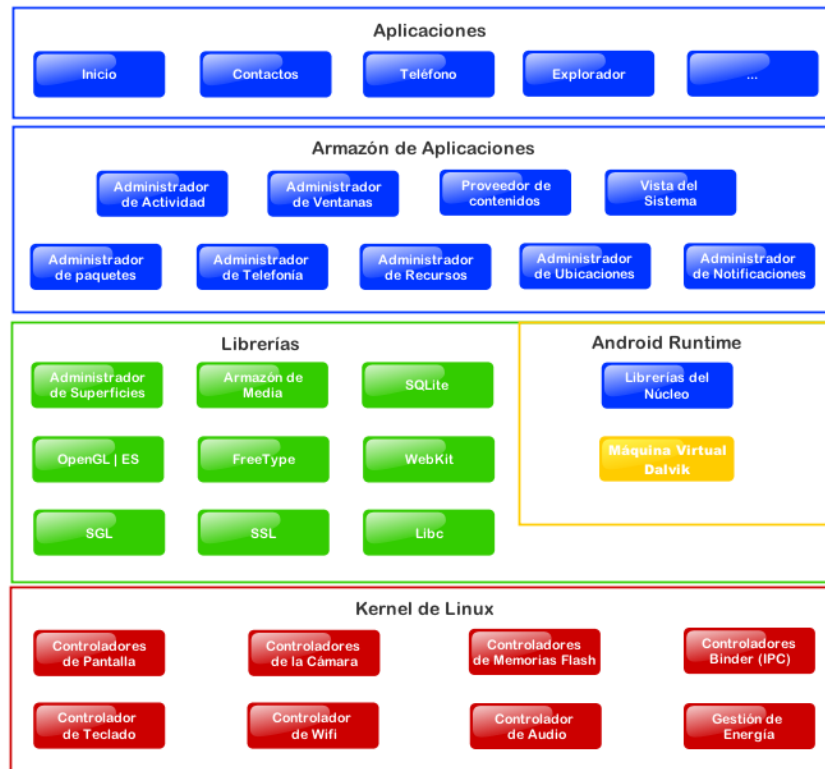 Aplicaciones
Inicio
Contactos
Teléfono
Explorador
...
Armazón de Aplicaciones
Administrador
de Actividad
Administrador
de Ventanas
Proveedor de
contenidos
Vista del
Sistema
Administrador
de paquetes
Administrador
de Telefonía
Administrador
de Recursos
Administrador
de Ubicaciones
Administrador
de Notificaciones
Librerías
Administrador
de Superficies
Armazón de
Media
SQLite
OpenGL | ES
FreeType
WebKit
SGL
SSL
Libc
Android Runtime
Librerías del
Núcleo
Máquina Virtual
Dalvik
Kernel de Linux
Controladores
de Pantalla
Controladores
de la Cámara
Controladores
de Memorias Flash
Controladores
Binder (IPC)
Controlador
de Teclado
Controlador
de Wifi
Controlador
de Audio
Gestión de
Energía